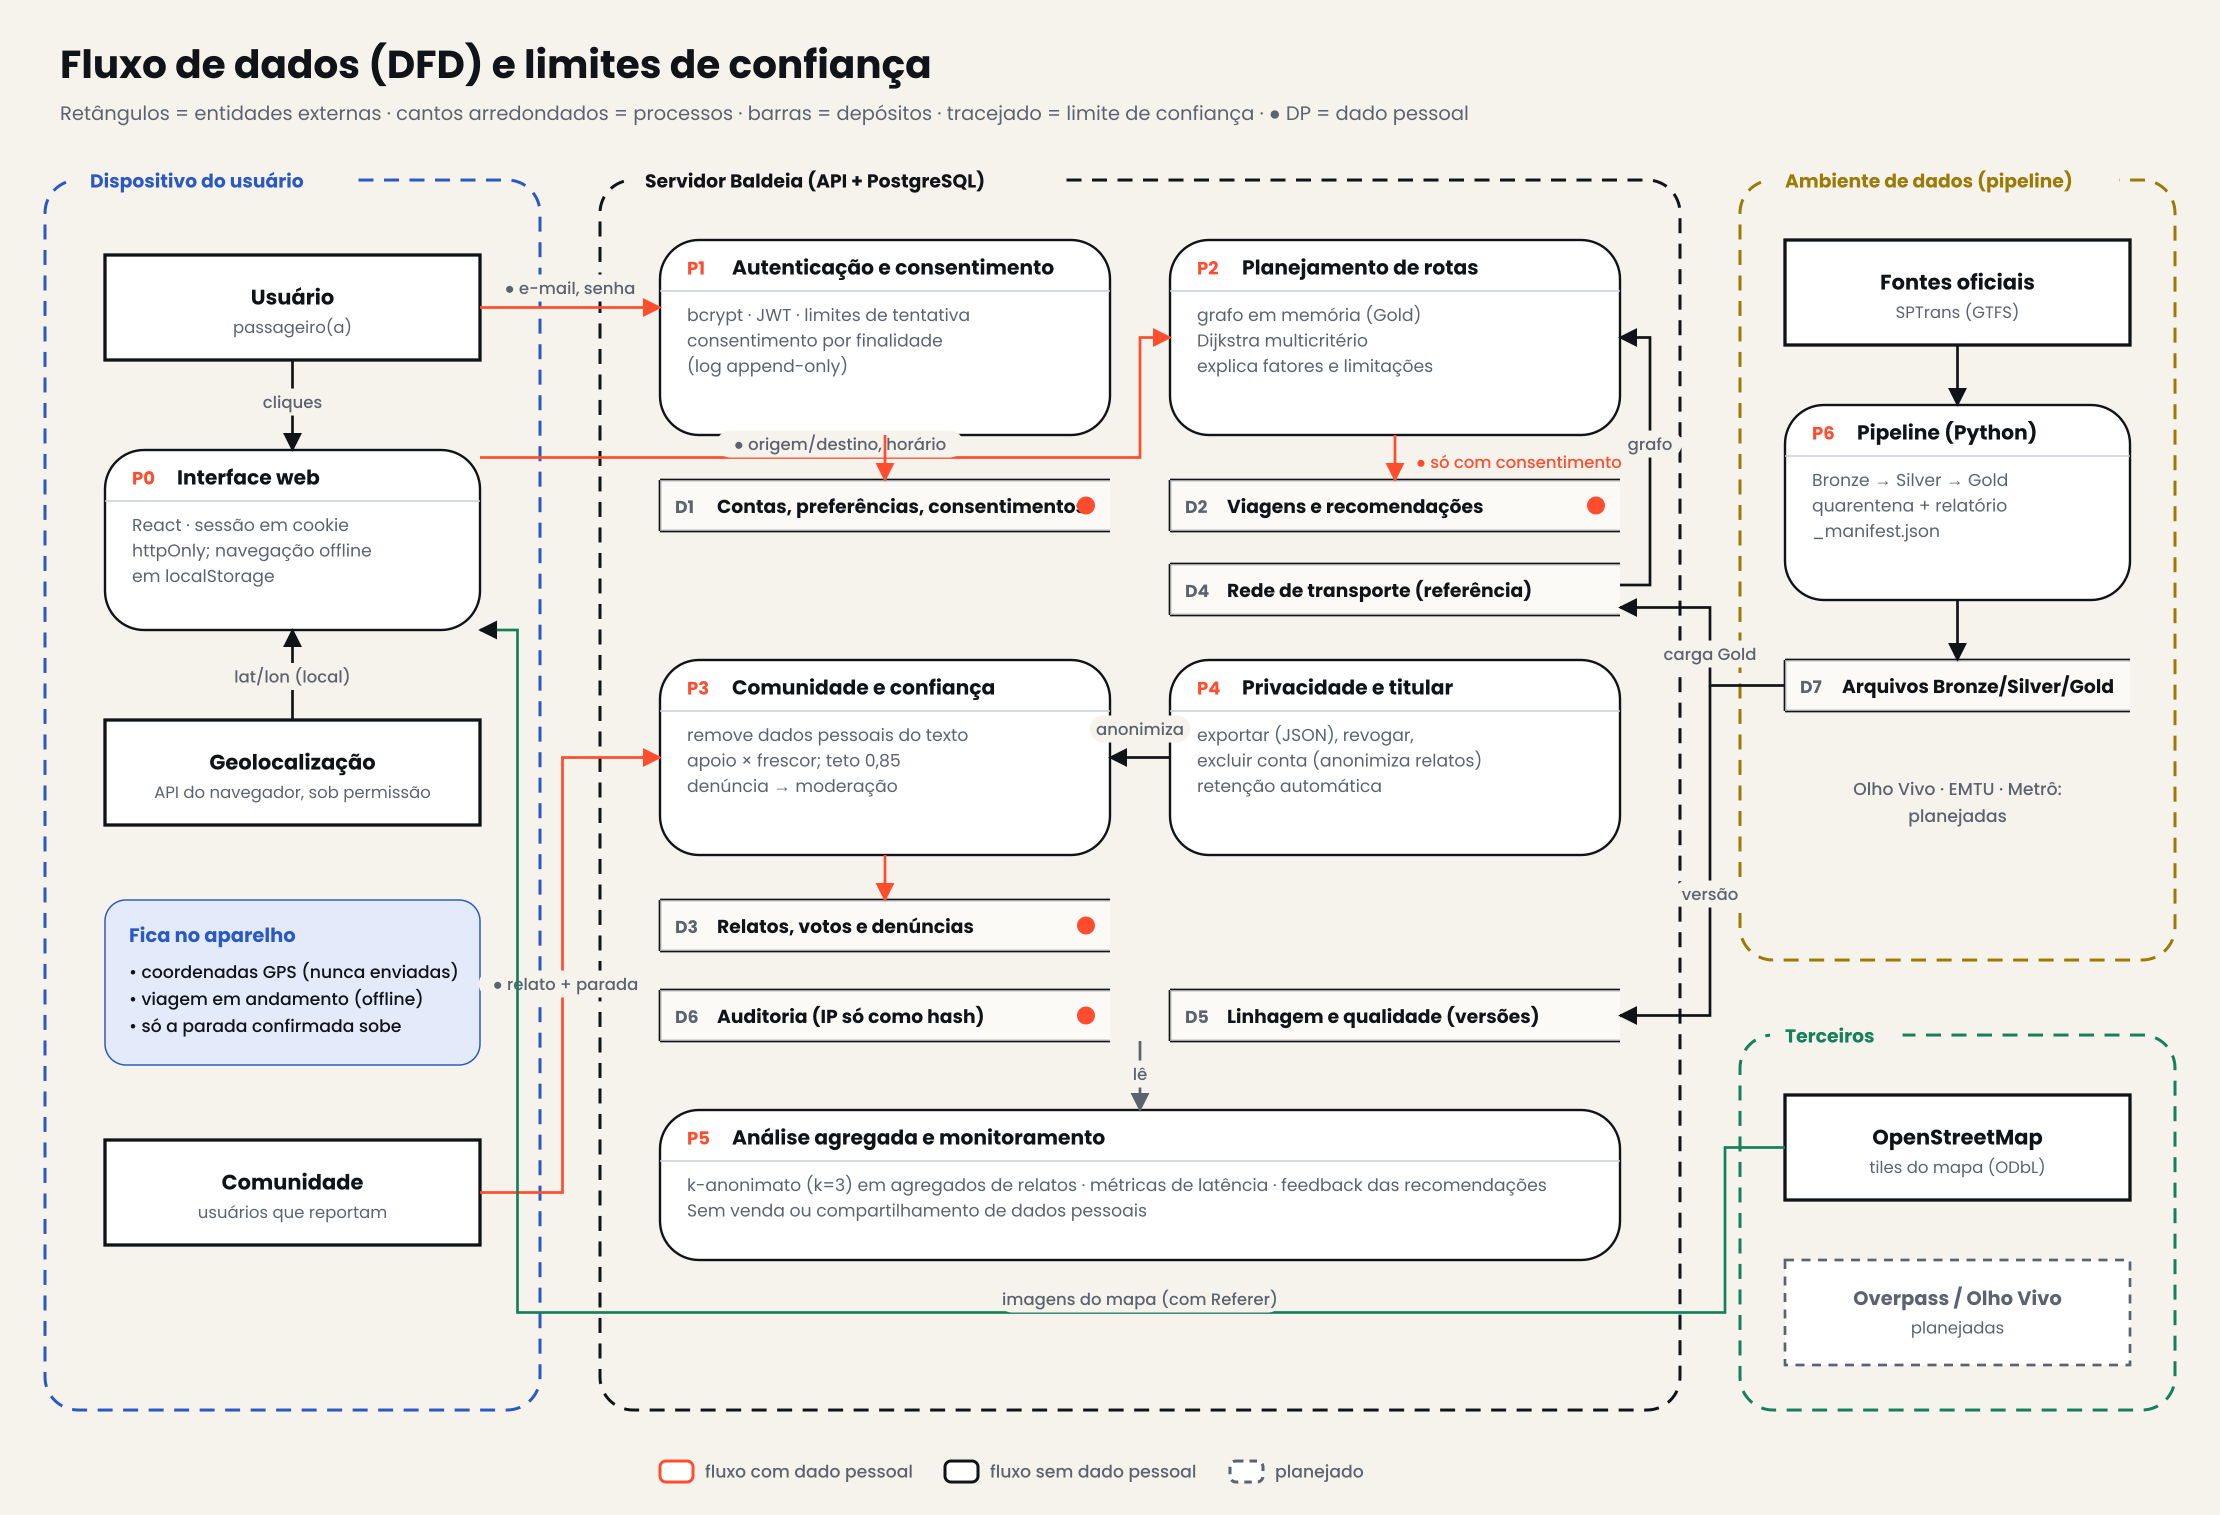 Fluxo de dados (DFD) e limites de confiança
Retângulos = entidades externas · cantos arredondados = processos · barras = depósitos · tracejado = limite de confiança · ● DP = dado pessoal
Dispositivo do usuário
Usuário
passageiro(a)
cliques
P0 Interface web
React · sessão em cookie
httpOnly; navegação offline
em localStorage
lat/lon (local)
Geolocalização
API do navegador, sob permissão
Fica no aparelho
• coordenadas GPS (nunca enviadas)
• viagem em andamento (offline)
• só a parada confirmada sobe
Comunidade
usuários que reportam
● e-mail, senha
● relato + parada
Servidor Baldeia (API + PostgreSQL)
P1 Autenticação e consentimento
bcrypt · JWT · limites de tentativa
consentimento por finalidade
(log append-only)
● origem/destino, horário
D1 Contas, preferências, consentimentos
P2 Planejamento de rotas
grafo em memória (Gold)
Dijkstra multicritério
explica fatores e limitações
● só com consentimento
grafo
D2 Viagens e recomendações
D4 Rede de transporte (referência)
P3 Comunidade e confiança
remove dados pessoais do texto
apoio × frescor; teto 0,85
denúncia → moderação
anonimiza
P4 Privacidade e titular
exportar (JSON), revogar,
excluir conta (anonimiza relatos)
retenção automática
D3 Relatos, votos e denúncias
D6 Auditoria (IP só como hash)
D5 Linhagem e qualidade (versões)
lê
P5 Análise agregada e monitoramento
k-anonimato (k=3) em agregados de relatos · métricas de latência · feedback das recomendações
Sem venda ou compartilhamento de dados pessoais
imagens do mapa (com Referer)
carga Gold
versão
Ambiente de dados (pipeline)
Fontes oficiais
SPTrans (GTFS)
P6 Pipeline (Python)
Bronze → Silver → Gold
quarentena + relatório
_manifest.json
D7 Arquivos Bronze/Silver/Gold
Olho Vivo · EMTU · Metrô:
planejadas
Terceiros
OpenStreetMap
tiles do mapa (ODbL)
Overpass / Olho Vivo
planejadas
fluxo com dado pessoal
fluxo sem dado pessoal
planejado